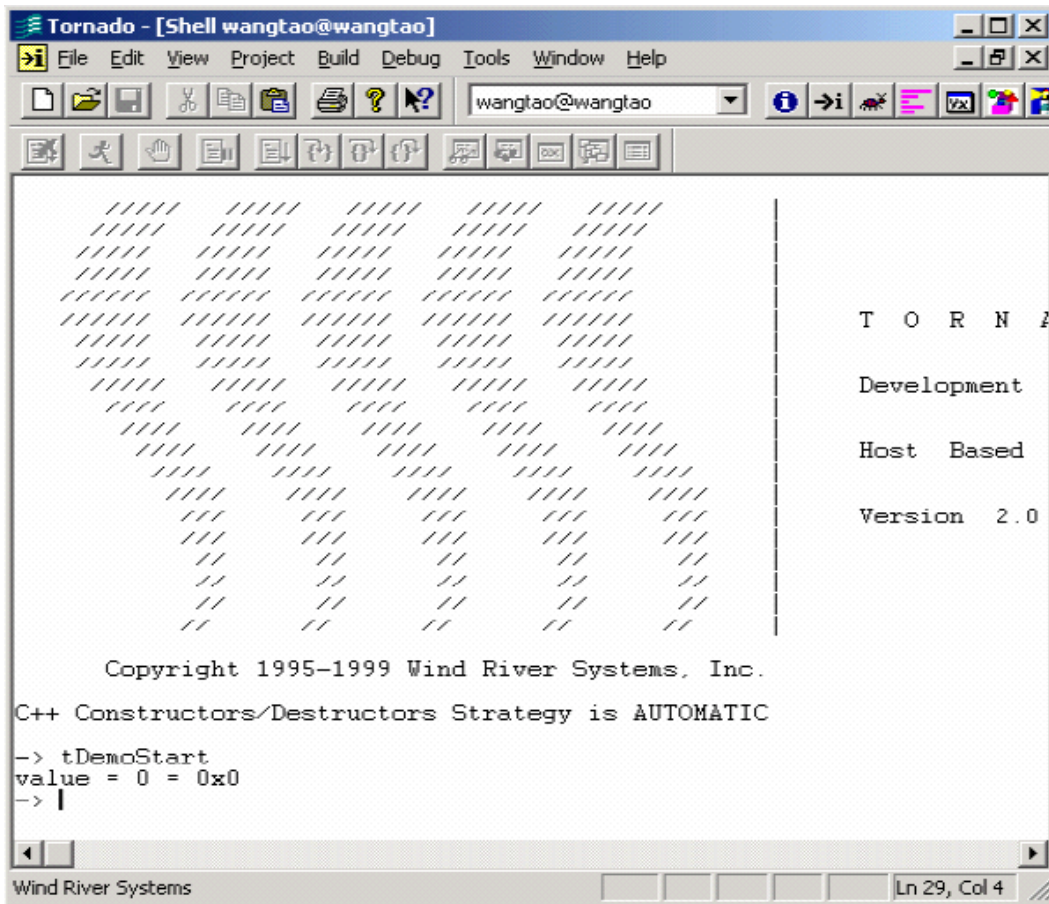 Tornado - [Shell wangtao@wangtao]
File Edit View Project Build Debug Tools Window Help
wangtao@wangtao
///// ///// ///// ///// ///// |
///// ///// ///// ///// ///// |
///// ///// ///// ///// ///// |
///// ///// ///// ///// ///// |
////// ////// ////// ////// ////// |
////// ////// ////// ////// ////// | T O R N A
///// ///// ///// ///// ///// |
///// ///// ///// ///// ///// |
///// ///// ///// ///// ///// | Development
//// //// //// //// //// |
//// //// //// //// //// |
//// //// //// //// //// | Host Based
//// //// //// //// //// |
//// //// //// //// //// |
/// /// /// /// /// | Version 2.0
/// /// /// /// /// |
// // // // // |
// // // // // |
// // // // // |
// // // // // |
Copyright 1995-1999 Wind River Systems, Inc.
C++ Constructors/Destructors Strategy is AUTOMATIC
-> tDemoStart
value = 0 = 0x0
->
Wind River Systems
Ln 29, Col 4